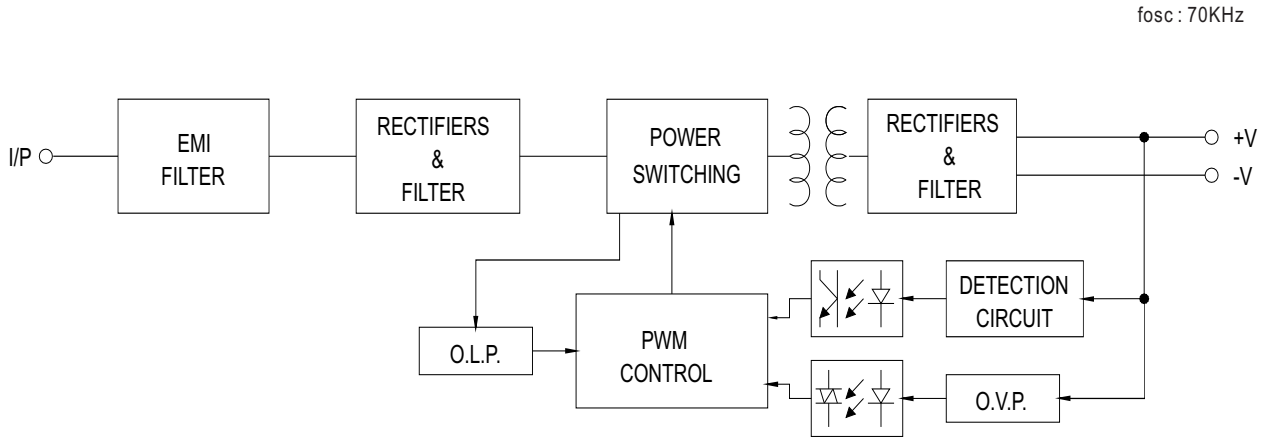 fosc : 70KHz
I/P
EMI
FILTER
RECTIFIERS
&
FILTER
POWER
SWITCHING
RECTIFIERS
&
FILTER
+V
-V
O.L.P.
PWM
CONTROL
DETECTION
CIRCUIT
O.V.P.